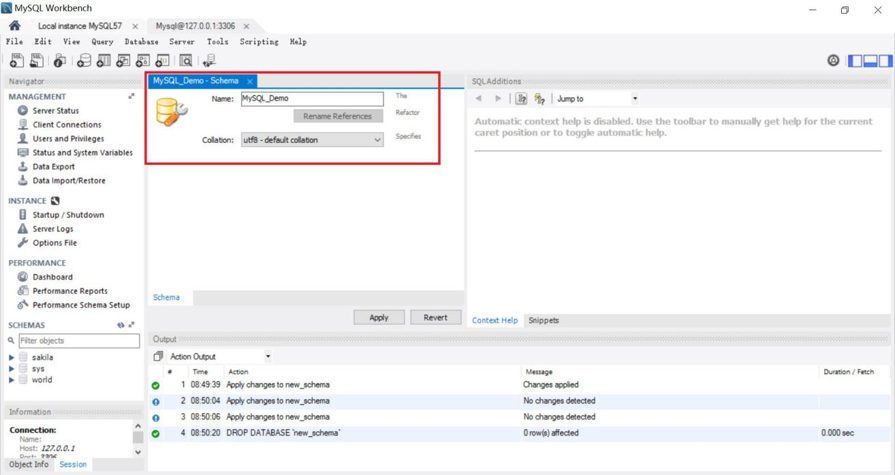 MySQL Workbench
Local instance MySQL57 × Mysql@127.0.0.1:3306 ×
File Edit View Query Database Server Tools Scripting Help
Navigator
MANAGEMENT
Server Status
Client Connections
Users and Privileges
Status and System Variables
Data Export
Data Import/Restore
INSTANCE
Startup / Shutdown
Server Logs
Options File
PERFORMANCE
Dashboard
Performance Reports
Performance Schema Setup
SCHEMAS
Filter objects
sakila
sys
world
Information
Connection:
Name:
Host: 127.0.0.1
Port: 3306
Object Info Session
MySQL_Demo - Schema ×
Name: MySQL_Demo The
Rename References Refactor
Collation: utf8 - default collation Specifies
Schema
Apply Revert
SQLAdditions
Jump to
Automatic context help is disabled. Use the toolbar to manually get help for the current
caret position or to toggle automatic help.
Context Help Snippets
Output
Action Output
# Time Action Message Duration / Fetch
1 08:49:39 Apply changes to new_schema Changes applied
2 08:50:04 Apply changes to new_schema No changes detected
3 08:50:06 Apply changes to new_schema No changes detected
4 08:50:20 DROP DATABASE `new_schema` 0 row(s) affected 0.000 sec